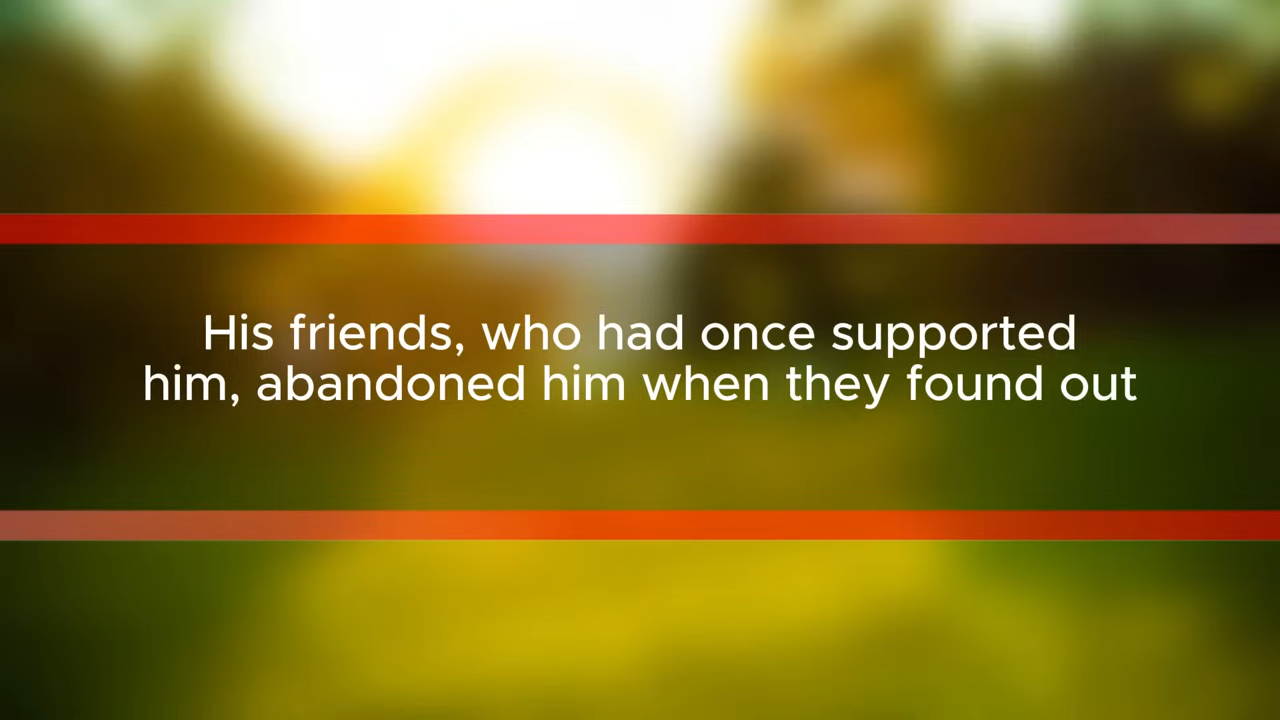 His friends, who had once supported
him, abandoned him when they found out